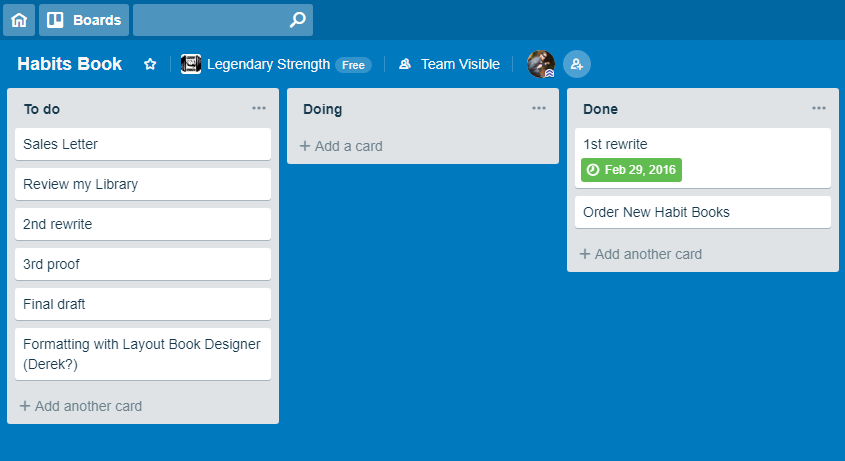 Boards
Habits Book
Legendary Strength Free
Team Visible
To do
Sales Letter
Review my Library
2nd rewrite
3rd proof
Final draft
Formatting with Layout Book Designer
(Derek?)
+ Add another card
Doing
+ Add a card
Done
1st rewrite
Feb 29, 2016
Order New Habit Books
+ Add another card